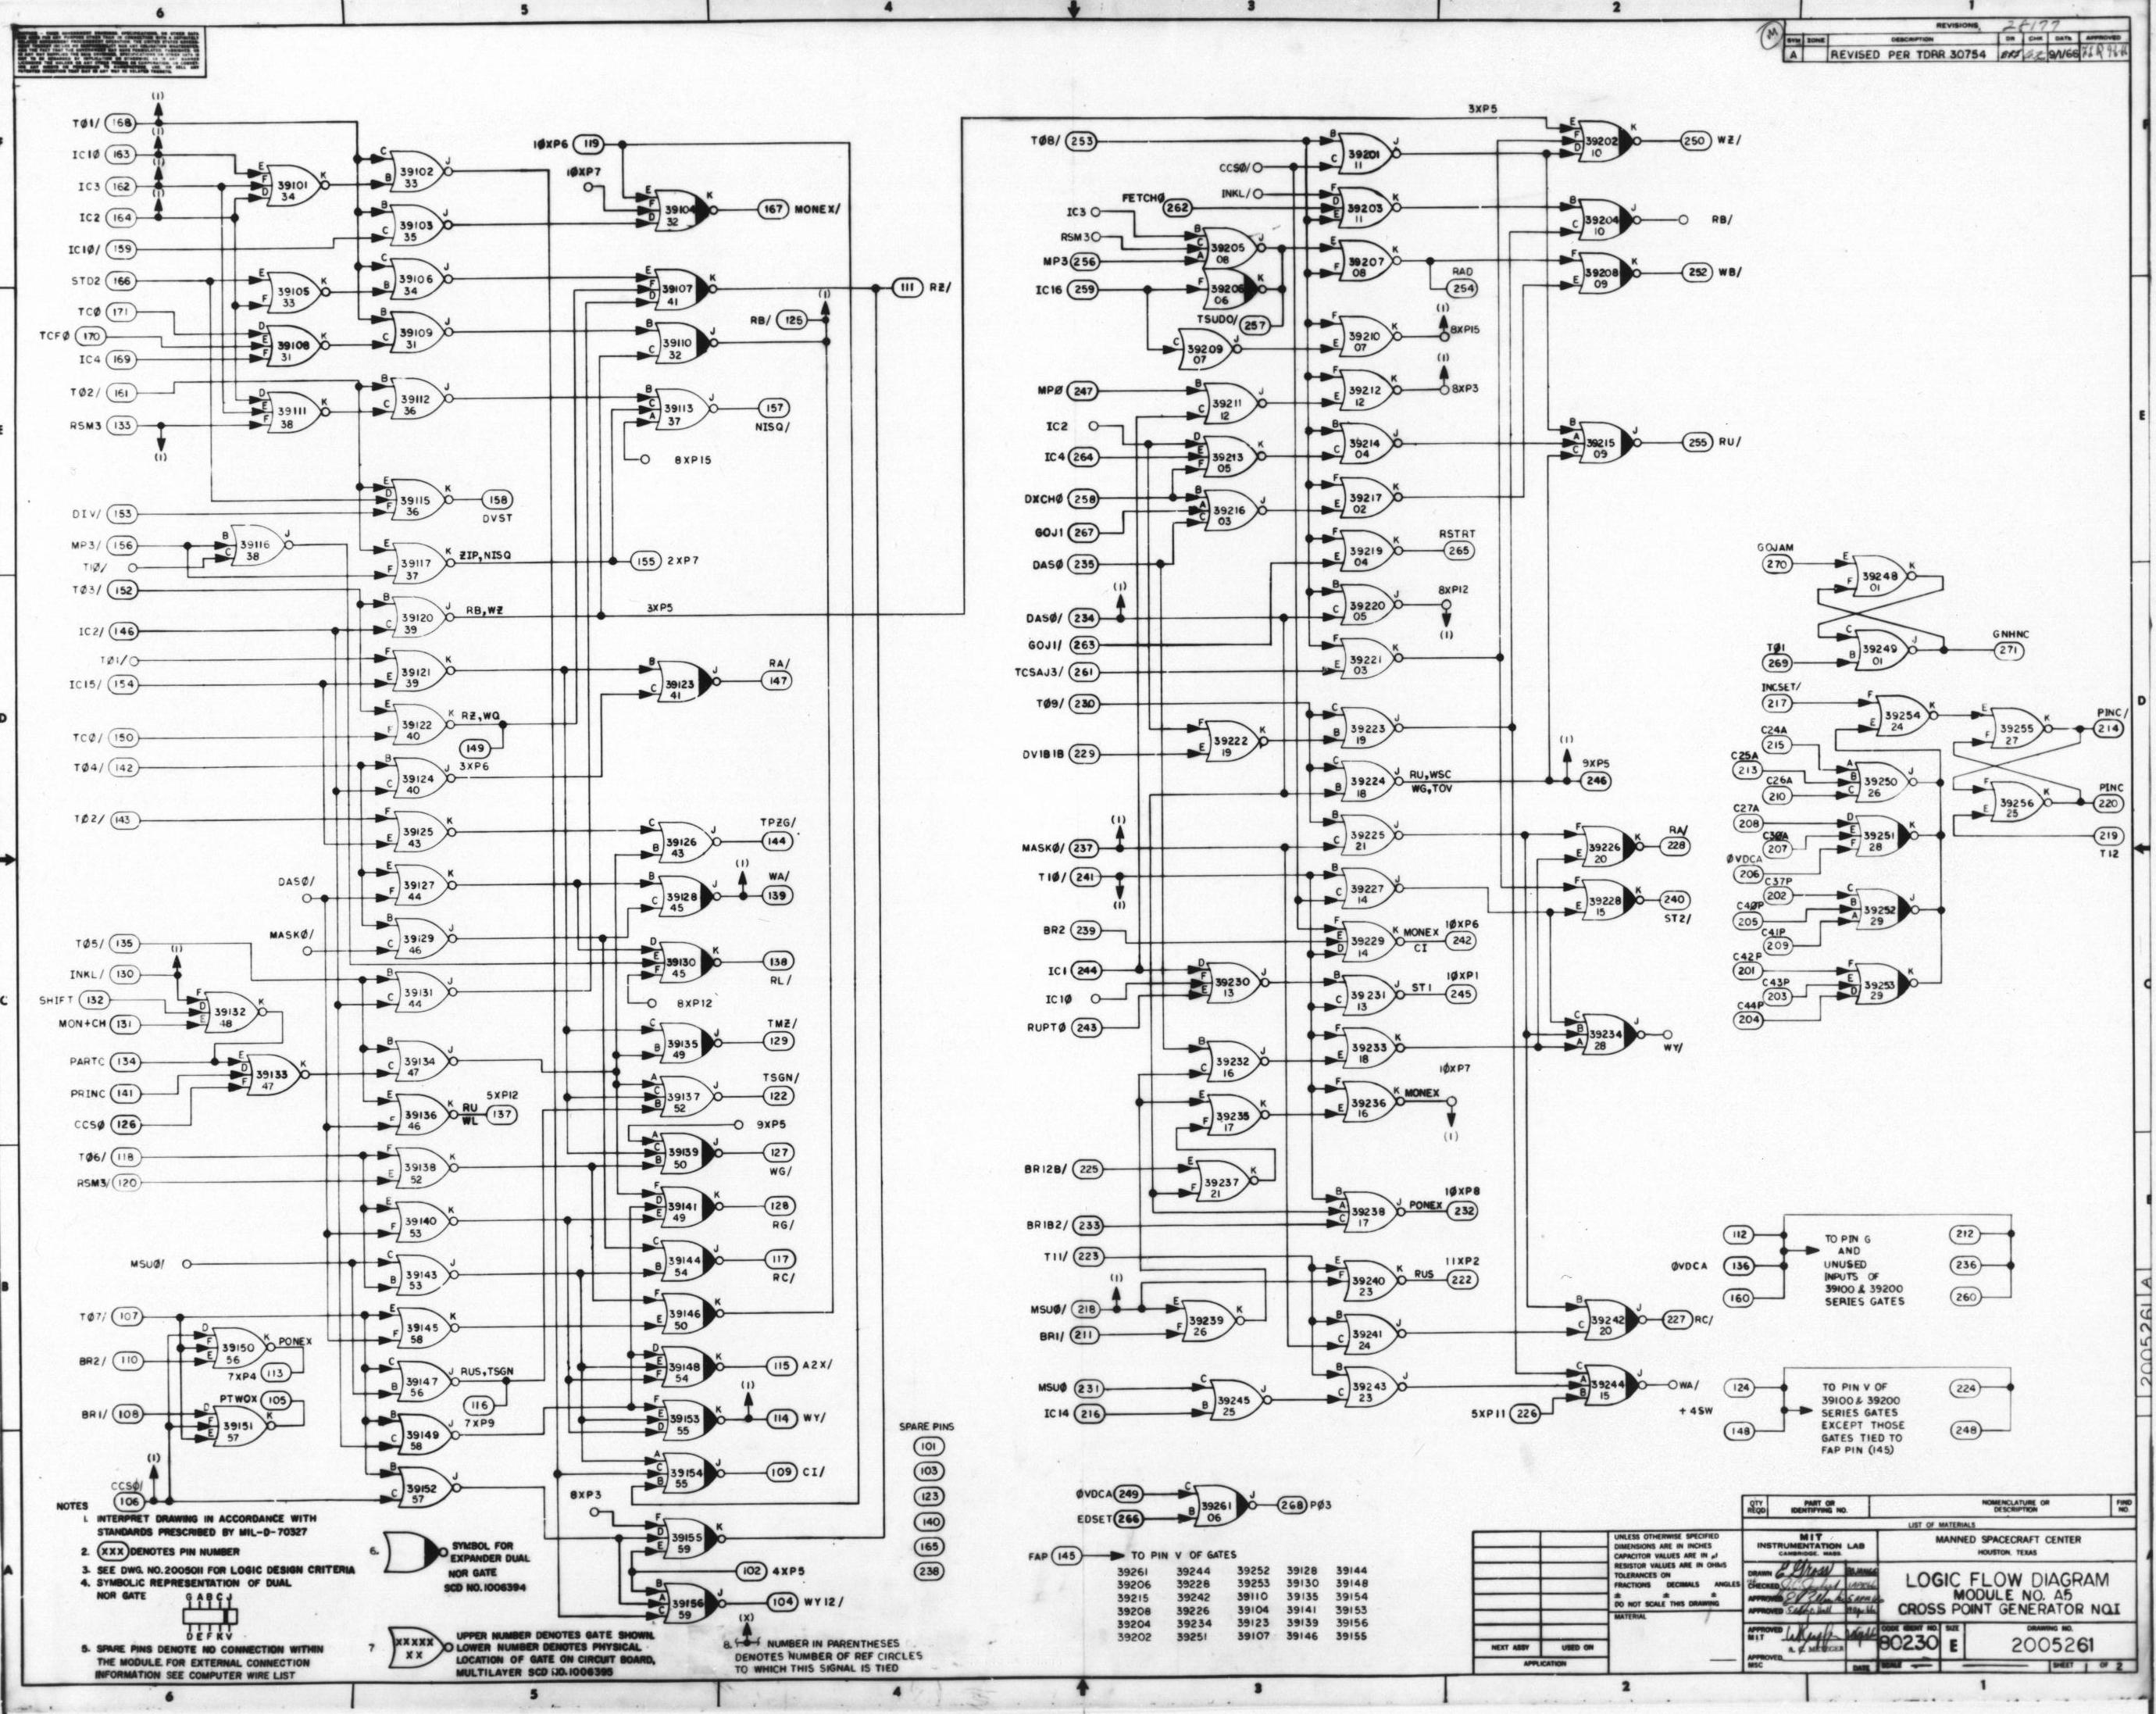 6 5 4 3 2 1
REVISIONS
SYM ZONE DESCRIPTION DR CHK DATE APPROVED
A REVISED PER TDRR 30754 9/1/66
TØ1/ 168
IC1Ø 163
IC3 162
IC2 164
IC1Ø/ 159
STD2 166
TCØ 171
TCFØ 170
IC4 169
TØ2/ 161
RSM3 133
DIV/ 153
MP3/ 156
T1Ø/
TØ3/ 152
IC2/ 146
TØ1/
IC15/ 154
TCØ/ 150
TØ4/ 142
TØ2/ 143
DASØ/
MASKØ/
TØ5/ 135
INKL/ 130
SHIFT 132
MON+CH 131
PARTC 134
PRINC 141
CCSØ 126
TØ6/ 118
RSM3/ 120
MSUØ/
TØ7/ 107
BR2/ 110
BR1/ 108
CCSØ/
106
39101 34
39102 33
39103 35
39104 32
39105 33
39106 34
39107 41
39108 31
39109 31
39110 32
39111 38
39112 36
39113 37
39115 36
39116 38
39117 37
39120 39
39121 39
39122 40
39123 41
39124 40
39125 43
39126 43
39127 44
39128 45
39129 46
39130 45
39131 44
39132 48
39133 47
39134 47
39135 49
39136 46
39137 52
39138 52
39139 50
39140 53
39141 49
39143 53
39144 54
39145 58
39146 50
39147 56
39148 54
39149 58
39150 56
39151 57
39152 57
39153 55
39154 55
39155 59
39156 59
1ØXP6 119
1ØXP7
167 MONEX/
111 RZ/
RB/ 125
157 NISQ/
8XP15
158 DVST
ZIP,NISQ
155 2XP7
RB,WZ
3XP5
RA/ 147
RZ,WQ
149
3XP6
TPZG/ 144
WA/ 139
138 RL/
8XP12
TMZ/ 129
TSGN/ 122
5XP12
RU WL 137
9XP5
127 WG/
128 RG/
117 RC/
PONEX
7XP4 113
PTWOX 105
RUS,TSGN
116
7XP9
115 A2X/
114 WY/
109 CI/
8XP3
102 4XP5
104 WY12/
SPARE PINS
101
103
123
140
165
238
3XP5
TØ8/ 253
CCSØ/
INKL/
FETCHØ 262
IC3
RSM3
MP3 256
IC16 259
TSUDO/ 257
MPØ 247
IC2
IC4 264
DXCHØ 258
GOJ1 267
DASØ 235
DASØ/ 234
GOJ1/ 263
TCSAJ3/ 261
TØ9/ 230
DV1B1B 229
MASKØ/ 237
T1Ø/ 241
BR2 239
IC1 244
IC1Ø
RUPTØ 243
BR12B/ 225
BR1B2/ 233
T11/ 223
MSUØ/ 218
BR1/ 211
MSUØ 231
IC14 216
39201 11
39202 10
39203 11
39204 10
39205 08
39206 06
39207 08
39208 09
39209 07
39210 07
39211 12
39212 12
39213 05
39214 04
39215 09
39216 03
39217 02
39219 04
39220 05
39221 03
39222 19
39223 19
39224 18
39225 21
39226 20
39227 14
39228 15
39229 14
39230 13
39231 13
39232 16
39233 18
39234 28
39235 17
39236 16
39237 21
39238 17
39239 26
39240 23
39241 24
39242 20
39243 23
39244 15
39245 25
250 WZ/
RB/
252 WB/
RAD 254
8XP15
8XP3
255 RU/
RSTRT 265
8XP12
RU,WSC
WG,TOV
9XP5
246
RA/ 228
240 ST2/
MONEX CI
1ØXP6
242
ST1
1ØXP1
245
WY/
1ØXP7
MONEX
PONEX
1ØXP8
232
RUS
11XP2
222
227 RC/
WA/
5XP11 226
+4SW
GOJAM 270
39248 01
39249 01
TØ1 269
GNHNC 271
INCSET/ 217
39254 24
39255 27
PINC/ 214
C24A 215
C25A 213
C26A 210
39250 26
39256 25
PINC 220
C27A 208
C3ØA 207
ØVDCA 206
39251 28
219 T12
C37P 202
C4ØP 205
C41P 209
39252 29
C42P 201
C43P 203
C44P 204
39253 29
ØVDCA
112
136
160
TO PIN G
AND
UNUSED
INPUTS OF
39100 & 39200
SERIES GATES
212
236
260
124
148
TO PIN V OF
39100 & 39200
SERIES GATES
EXCEPT THOSE
GATES TIED TO
FAP PIN (145)
224
248
ØVDCA 249
EDSET 266
39261 06
268 PØ3
FAP 145 TO PIN V OF GATES
39261 39244 39252 39128 39144
39206 39228 39253 39130 39148
39215 39242 39110 39135 39154
39208 39226 39104 39141 39153
39204 39234 39123 39139 39156
39202 39251 39107 39146 39155
NOTES
1. INTERPRET DRAWING IN ACCORDANCE WITH
STANDARDS PRESCRIBED BY MIL-D-70327
2. XXX DENOTES PIN NUMBER
3. SEE DWG. NO. 2005011 FOR LOGIC DESIGN CRITERIA
4. SYMBOLIC REPRESENTATION OF DUAL
NOR GATE
G A B C J
D E F K V
5. SPARE PINS DENOTE NO CONNECTION WITHIN
THE MODULE. FOR EXTERNAL CONNECTION
INFORMATION SEE COMPUTER WIRE LIST
6. SYMBOL FOR
EXPANDER DUAL
NOR GATE
SCD NO. 1006394
7 XXXXX XX
UPPER NUMBER DENOTES GATE SHOWN.
LOWER NUMBER DENOTES PHYSICAL
LOCATION OF GATE ON CIRCUIT BOARD,
MULTILAYER SCD NO. 1006395
8. (X) NUMBER IN PARENTHESES
DENOTES NUMBER OF REF CIRCLES
TO WHICH THIS SIGNAL IS TIED
QTY REQD PART OR IDENTIFYING NO. NOMENCLATURE OR DESCRIPTION FIND NO.
LIST OF MATERIALS
UNLESS OTHERWISE SPECIFIED
DIMENSIONS ARE IN INCHES
CAPACITOR VALUES ARE IN
RESISTOR VALUES ARE IN OHMS
TOLERANCES ON
FRACTIONS DECIMALS ANGLES
DO NOT SCALE THIS DRAWING
MATERIAL
NEXT ASSY USED ON
APPLICATION
MIT
INSTRUMENTATION LAB
CAMBRIDGE, MASS.
DRAWN
CHECKED
APPROVED
APPROVED
APPROVED MIT
APPROVED MSC
DATE
MANNED SPACECRAFT CENTER
HOUSTON, TEXAS
LOGIC FLOW DIAGRAM
MODULE NO. A5
CROSS POINT GENERATOR NO.I
CODE IDENT NO. 80230
SIZE E
DRAWING NO. 2005261
SCALE
SHEET 1 OF 2
2005261 A
6 5 4 3 2 1